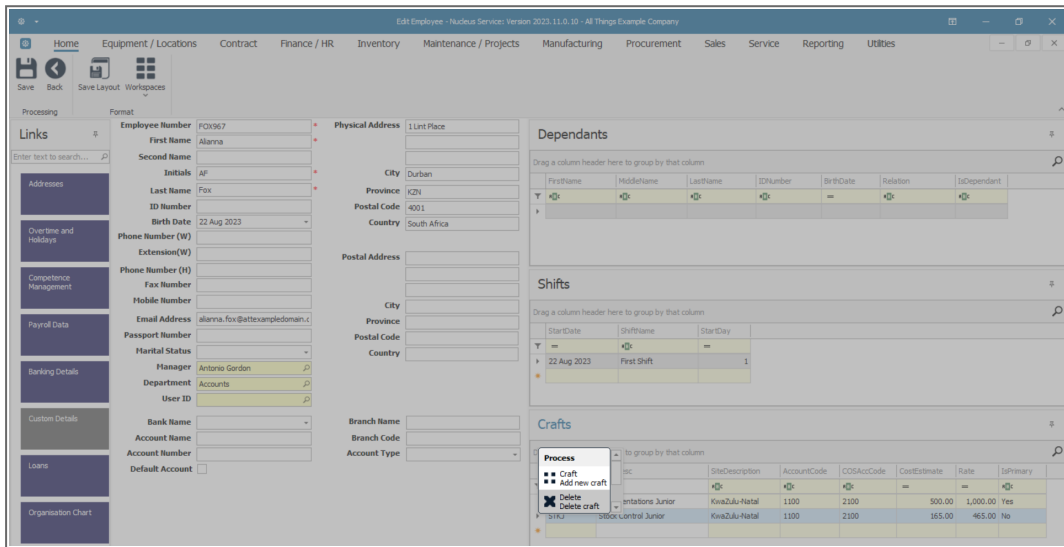 Edit Employee - Nucleus Service: Version 2023.11.0.10 - All Things Example Company
Home Equipment / Locations Contract Finance / HR Inventory Maintenance / Projects Manufacturing Procurement Sales Service Reporting Utilities
Save Back Save Layout Workspaces
Processing Format
Links
Enter text to search...
Addresses
Overtime and
Holidays
Competence
Management
Payroll Data
Banking Details
Custom Details
Loans
Organisation Chart
Employee Number FOX967 *
First Name Alianna *
Second Name
Initials AF *
Last Name Fox *
ID Number
Birth Date 22 Aug 2023
Phone Number (W)
Extension(W)
Phone Number (H)
Fax Number
Mobile Number
Email Address alianna.fox@attexampledomain.c
Passport Number
Marital Status
Manager Antonio Gordon
Department Accounts
User ID
Bank Name
Account Name
Account Number
Default Account
Physical Address 1 Lint Place
City Durban
Province KZN
Postal Code 4001
Country South Africa
Postal Address
City
Province
Postal Code
Country
Branch Name
Branch Code
Account Type
Dependants
Drag a column header here to group by that column
FirstName MiddleName LastName IDNumber BirthDate Relation IsDependant
Shifts
Drag a column header here to group by that column
StartDate ShiftName StartDay
22 Aug 2023 First Shift 1
Crafts
to group by that column
SiteDescription AccountCode COSAccCode CostEstimate Rate IsPrimary
entations Junior KwaZulu-Natal 1100 2100 500.00 1,000.00 Yes
Stock Control Junior KwaZulu-Natal 1100 2100 165.00 465.00 No
Process
Craft
Add new craft
Delete
Delete craft